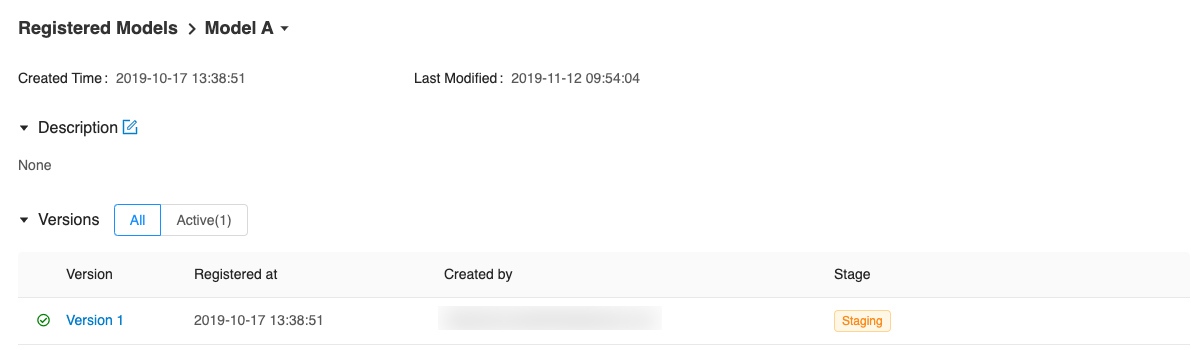 Registered Models > Model A
Created Time : 2019-10-17 13:38:51 Last Modified : 2019-11-12 09:54:04
Description
None
Versions All Active(1)
Version Registered at Created by Stage
Version 1 2019-10-17 13:38:51 Staging